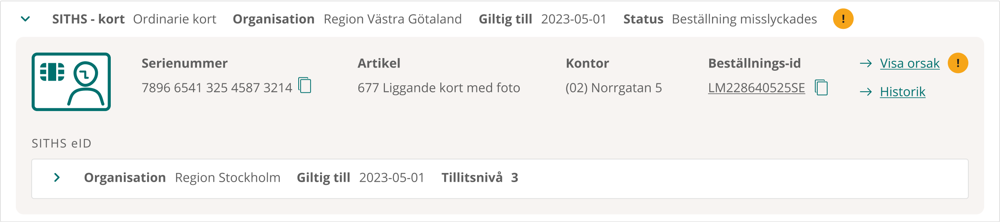 SITHS - kort Ordinarie kort Organisation Region Västra Götaland Giltig till 2023-05-01 Status Beställning misslyckades !
Serienummer Artikel Kontor Beställnings-id Visa orsak !
7896 6541 325 4587 3214 677 Liggande kort med foto (02) Norrgatan 5 LM228640525SE Historik
SITHS eID
Organisation Region Stockholm Giltig till 2023-05-01 Tillitsnivå 3